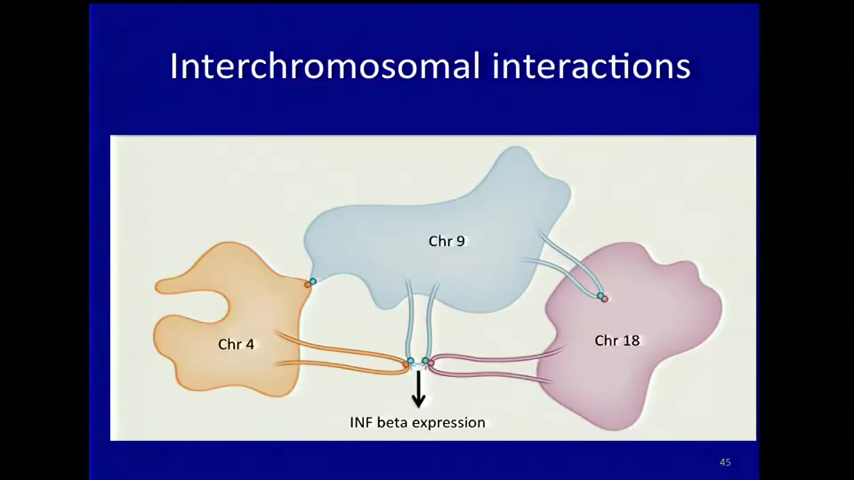 Interchromosomal interactions
Chr 9
Chr 4
Chr 18
INF beta expression
45